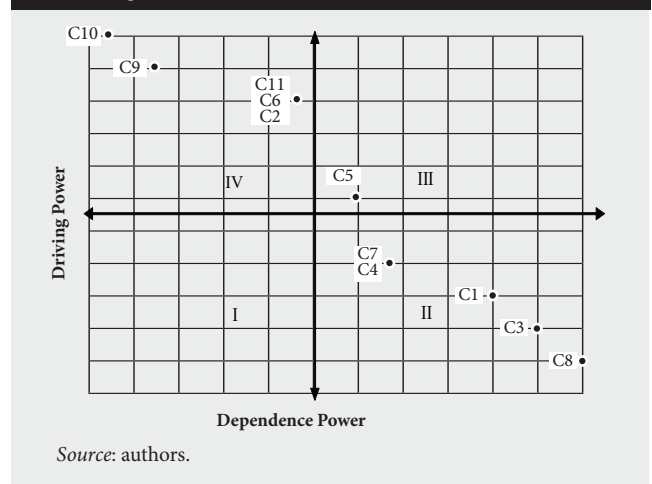 C10
C9
C11
C6
C2
C5
IV
III
C7
C4
C1
I
II
C3
C8
Driving Power
Dependence Power
Source: authors.